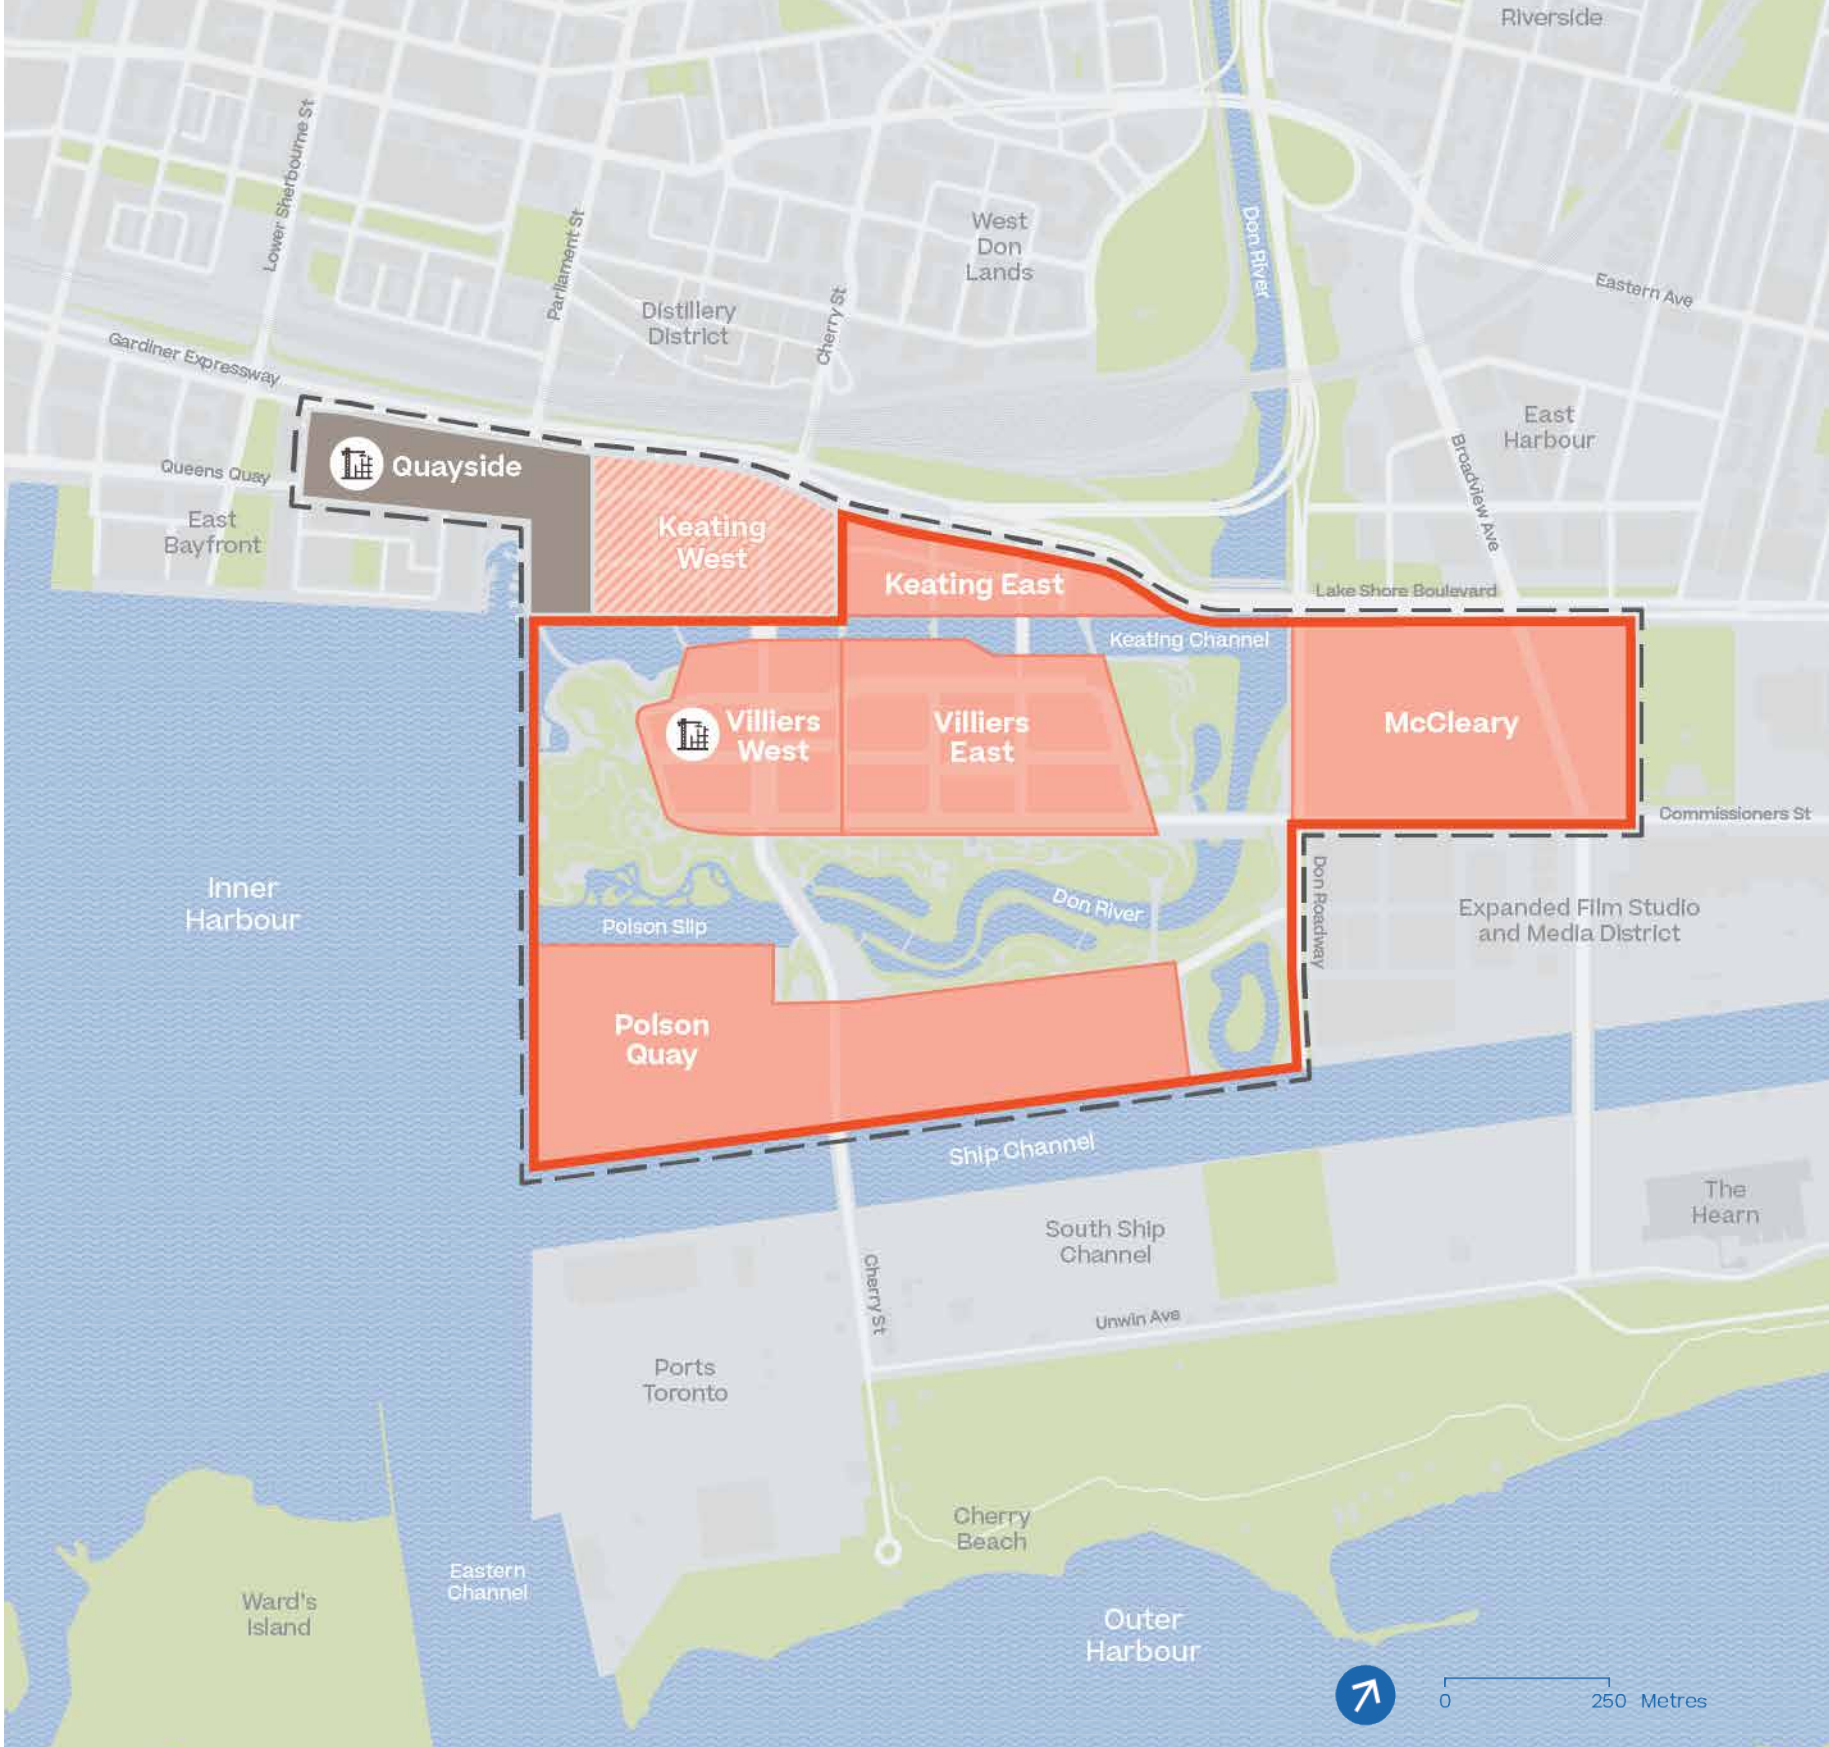 Riverside
Lower Sherbourne St
Parliament St
West
Don
Lands
Don River
Eastern Ave
Distillery
District
Cherry St
Gardiner Expressway
East
Harbour
Broadview Ave
Queens Quay
Quayside
East
Bayfront
Keating
West
Keating East
Lake Shore Boulevard
Keating Channel
Villiers
West
Villiers
East
McCleary
Commissioners St
Inner
Harbour
Don River
Don Roadway
Expanded Film Studio
and Media District
Polson Slip
Polson
Quay
Ship Channel
The
Hearn
South Ship
Channel
Cherry St
Unwin Ave
Ports
Toronto
Cherry
Beach
Eastern
Channel
Ward's
Island
Outer
Harbour
0
250 Metres